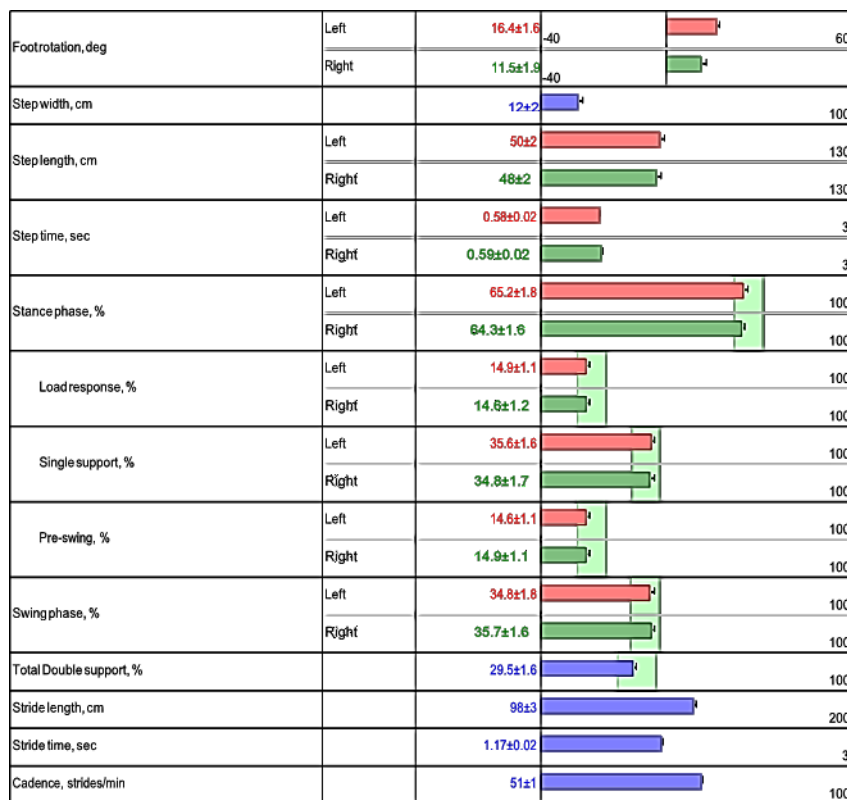 Foot rotation, deg Left 16.4±1.6 -40 60
Right 11.5±1.9 -40
Step width, cm 12±2 100
Step length, cm Left 50±2 130
Right 48±2 130
Step time, sec Left 0.58±0.02 3
Right 0.59±0.02 3
Stance phase, % Left 65.2±1.8 100
Right 64.3±1.6 100
Load response, % Left 14.9±1.1 100
Right 14.6±1.2 100
Single support, % Left 35.6±1.6 100
Right 34.8±1.7 100
Pre-swing, % Left 14.6±1.1 100
Right 14.9±1.1 100
Swing phase, % Left 34.8±1.8 100
Right 35.7±1.6 100
Total Double support, % 29.5±1.6 100
Stride length, cm 98±3 200
Stride time, sec 1.17±0.02 3
Cadence, strides/min 51±1 100